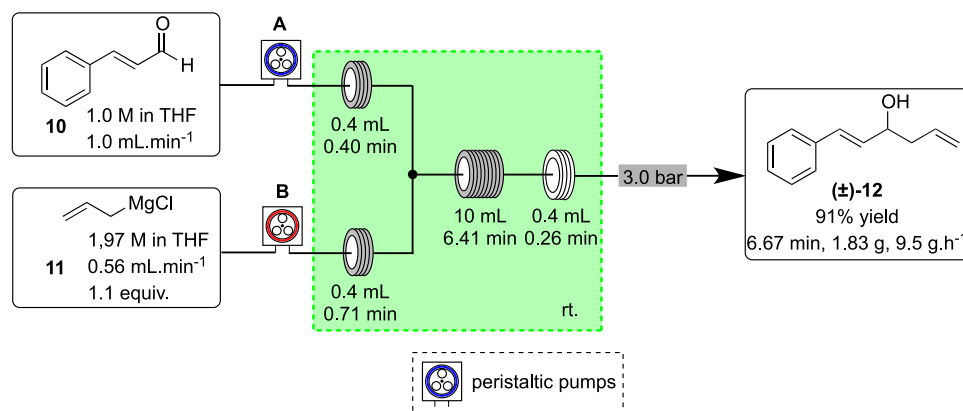 O
H
10
1.0 M in THF
1.0 mL.min⁻¹
A
0.4 mL
0.40 min
MgCl
11
1,97 M in THF
0.56 mL.min⁻¹
1.1 equiv.
B
0.4 mL
0.71 min
10 mL
6.41 min
0.4 mL
0.26 min
rt.
3.0 bar
OH
(±)-12
91% yield
6.67 min, 1.83 g, 9.5 g.h⁻¹
peristaltic pumps